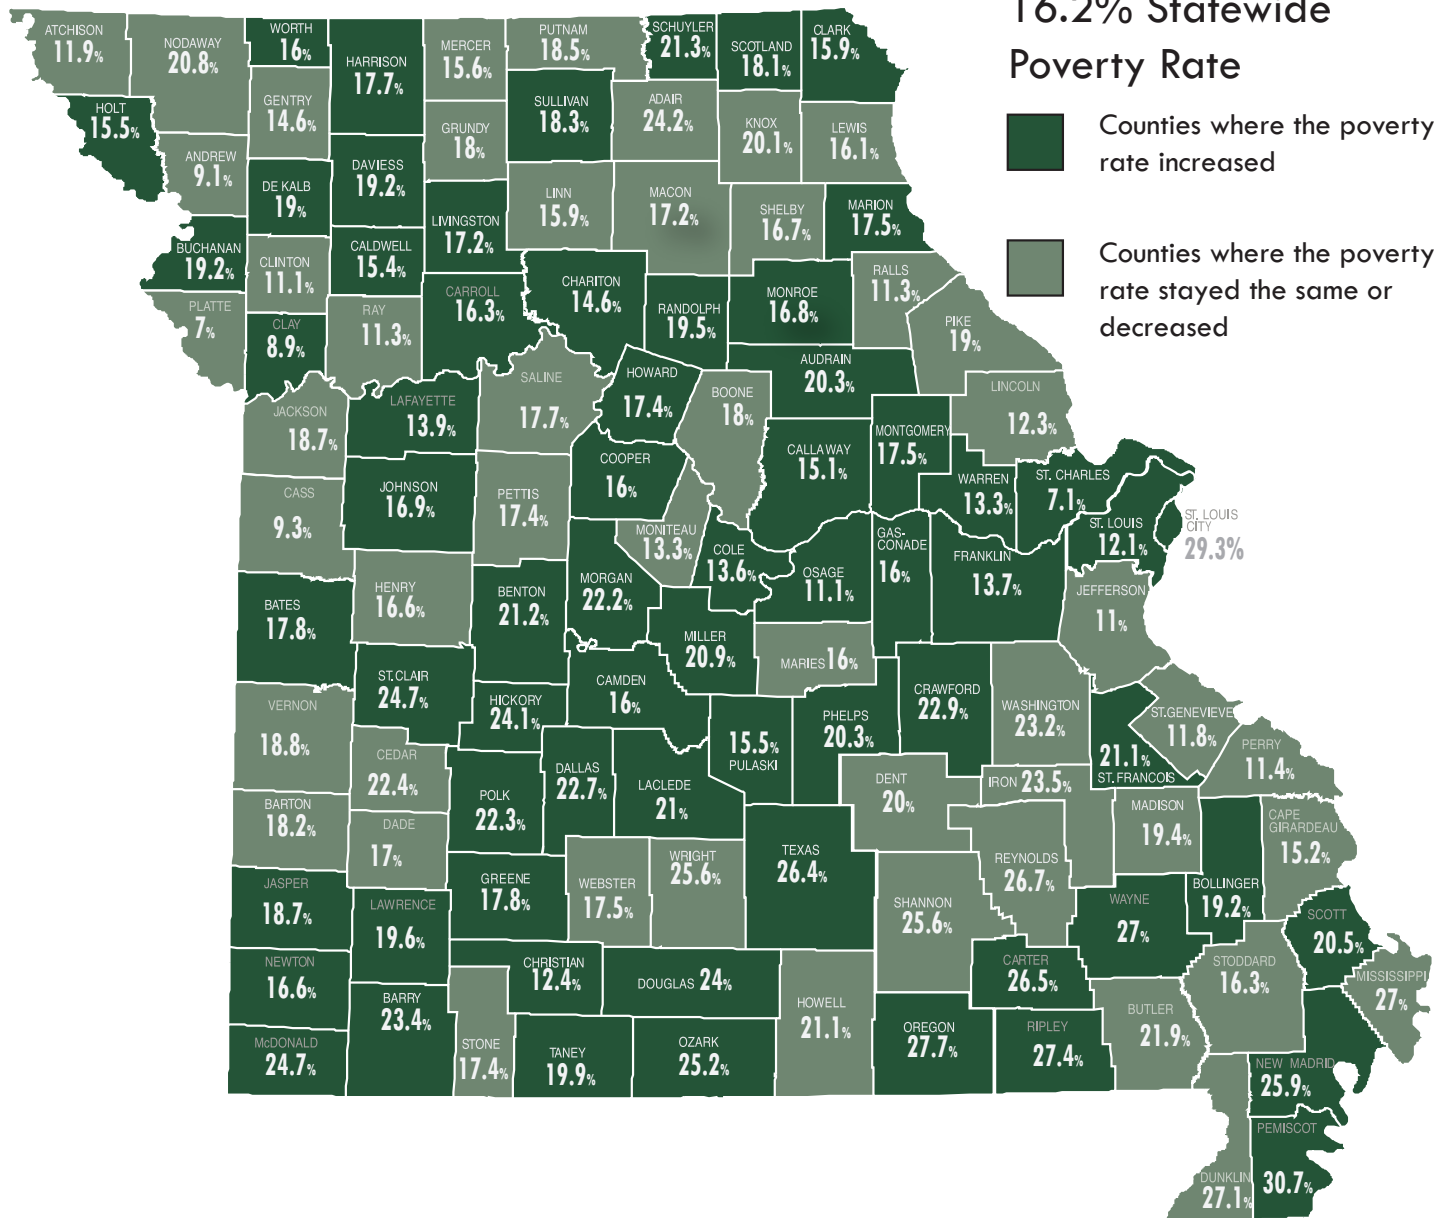 16.2% Statewide
Poverty Rate
Counties where the poverty
rate increased
Counties where the poverty
rate stayed the same or
decreased
ATCHISON
11.9%
NODAWAY
20.8%
WORTH
16%
HARRISON
17.7%
MERCER
15.6%
PUTNAM
18.5%
SCHUYLER
21.3%
SCOTLAND
18.1%
CLARK
15.9%
HOLT
15.5%
GENTRY
14.6%
GRUNDY
18%
SULLIVAN
18.3%
ADAIR
24.2%
KNOX
20.1%
LEWIS
16.1%
ANDREW
9.1%
DE KALB
19%
DAVIESS
19.2%
LIVINGSTON
17.2%
LINN
15.9%
MACON
17.2%
SHELBY
16.7%
MARION
17.5%
BUCHANAN
19.2%
CLINTON
11.1%
CALDWELL
15.4%
CARROLL
16.3%
CHARITON
14.6%
RANDOLPH
19.5%
MONROE
16.8%
RALLS
11.3%
PLATTE
7%
CLAY
8.9%
RAY
11.3%
PIKE
19%
AUDRAIN
20.3%
SALINE
17.7%
HOWARD
17.4%
BOONE
18%
LINCOLN
12.3%
JACKSON
18.7%
LAFAYETTE
13.9%
CALLAWAY
15.1%
MONTGOMERY
17.5%
COOPER
16%
WARREN
13.3%
ST. CHARLES
7.1%
CASS
9.3%
JOHNSON
16.9%
PETTIS
17.4%
MONITEAU
13.3%
COLE
13.6%
OSAGE
11.1%
GAS-
CONADE
16%
FRANKLIN
13.7%
ST. LOUIS
12.1%
ST. LOUIS
CITY
29.3%
BATES
17.8%
HENRY
16.6%
BENTON
21.2%
MORGAN
22.2%
MILLER
20.9%
MARIES 16%
JEFFERSON
11%
VERNON
18.8%
ST.CLAIR
24.7%
HICKORY
24.1%
CAMDEN
16%
15.5%
PULASKI
PHELPS
20.3%
CRAWFORD
22.9%
WASHINGTON
23.2%
21.1%
ST.FRANCOIS
ST.GENEVIEVE
11.8%
PERRY
11.4%
CEDAR
22.4%
BARTON
18.2%
DADE
17%
POLK
22.3%
DALLAS
22.7%
LACLEDE
21%
DENT
20%
IRON 23.5%
MADISON
19.4%
CAPE
GIRARDEAU
15.2%
JASPER
18.7%
LAWRENCE
19.6%
GREENE
17.8%
WEBSTER
17.5%
WRIGHT
25.6%
TEXAS
26.4%
SHANNON
25.6%
REYNOLDS
26.7%
WAYNE
27%
BOLLINGER
19.2%
SCOTT
20.5%
NEWTON
16.6%
BARRY
23.4%
CHRISTIAN
12.4%
DOUGLAS 24%
HOWELL
21.1%
CARTER
26.5%
STODDARD
16.3%
MISSISSIPPI
27%
McDONALD
24.7%
STONE
17.4%
TANEY
19.9%
OZARK
25.2%
OREGON
27.7%
RIPLEY
27.4%
BUTLER
21.9%
NEW MADRID
25.9%
PEMISCOT
30.7%
DUNKLIN
27.1%